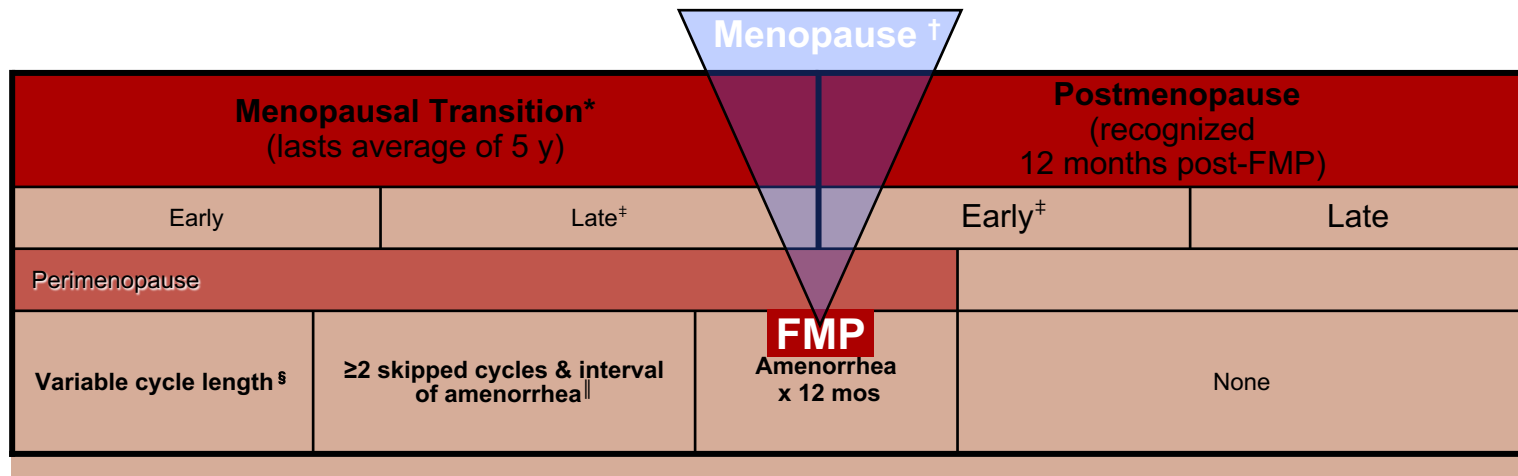 Menopause †
Menopausal Transition*
(lasts average of 5 y)
Postmenopause
(recognized
12 months post-FMP)
Early
Late‡
Early‡
Late
Perimenopause
Variable cycle length §
≥2 skipped cycles & interval
of amenorrhea‖
FMP
Amenorrhea
x 12 mos
None